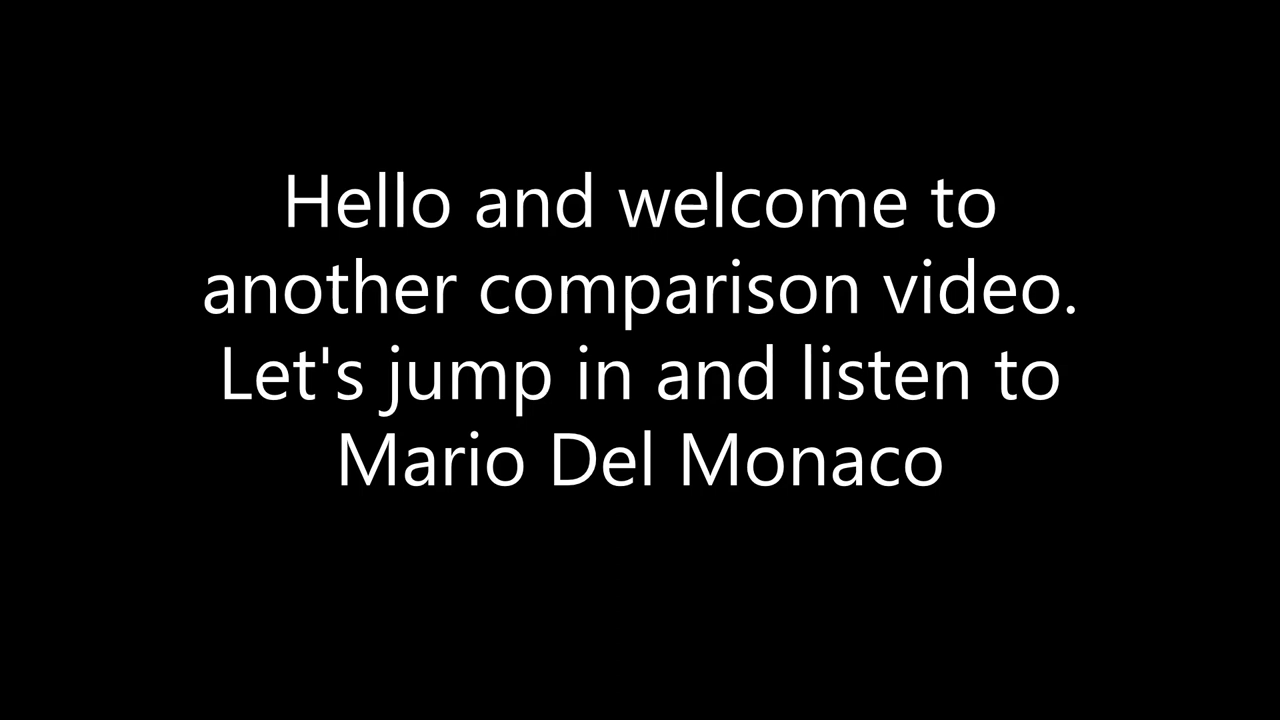 Hello and welcome to
another comparison video.
Let's jump in and listen to
Mario Del Monaco